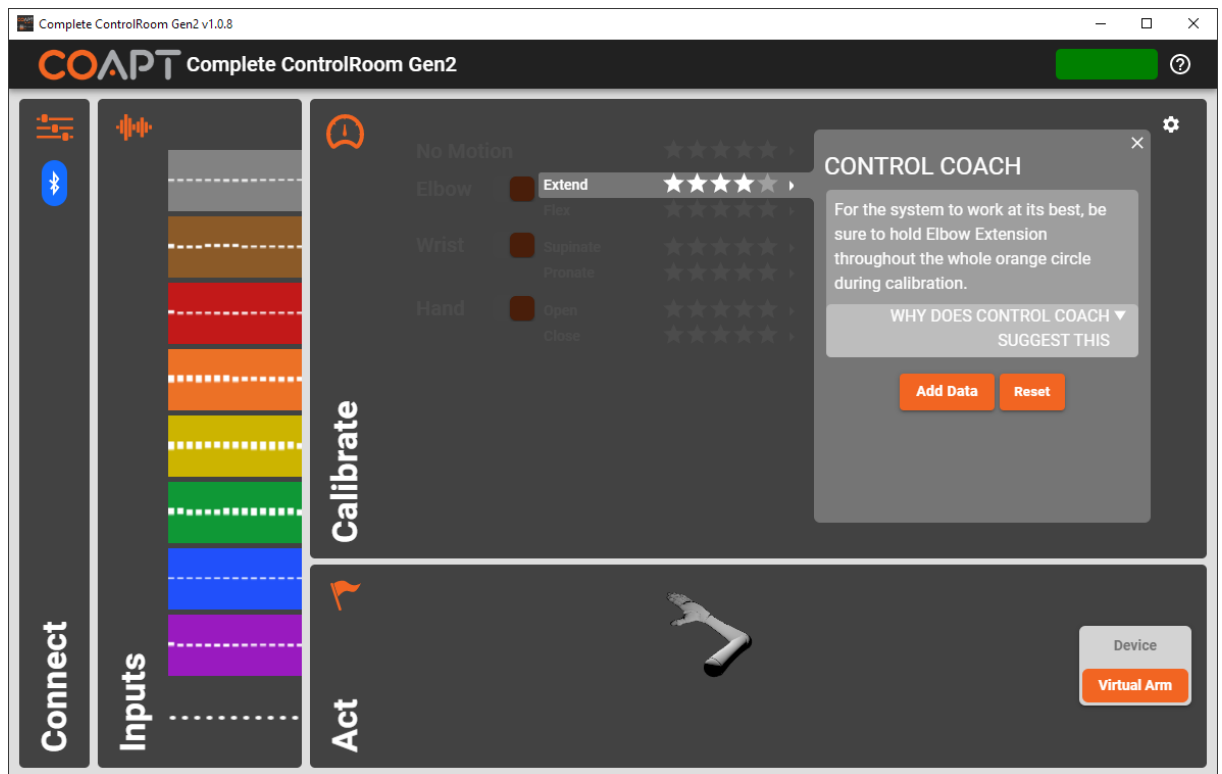 Complete ControlRoom Gen2 v1.0.8
COAPT Complete ControlRoom Gen2
Connect
Inputs
Calibrate
No Motion
Elbow
Extend
Flex
Wrist
Supinate
Pronate
Hand
Open
Close
CONTROL COACH
For the system to work at its best, be
sure to hold Elbow Extension
throughout the whole orange circle
during calibration.
WHY DOES CONTROL COACH ▼
SUGGEST THIS
Add Data
Reset
Act
Device
Virtual Arm